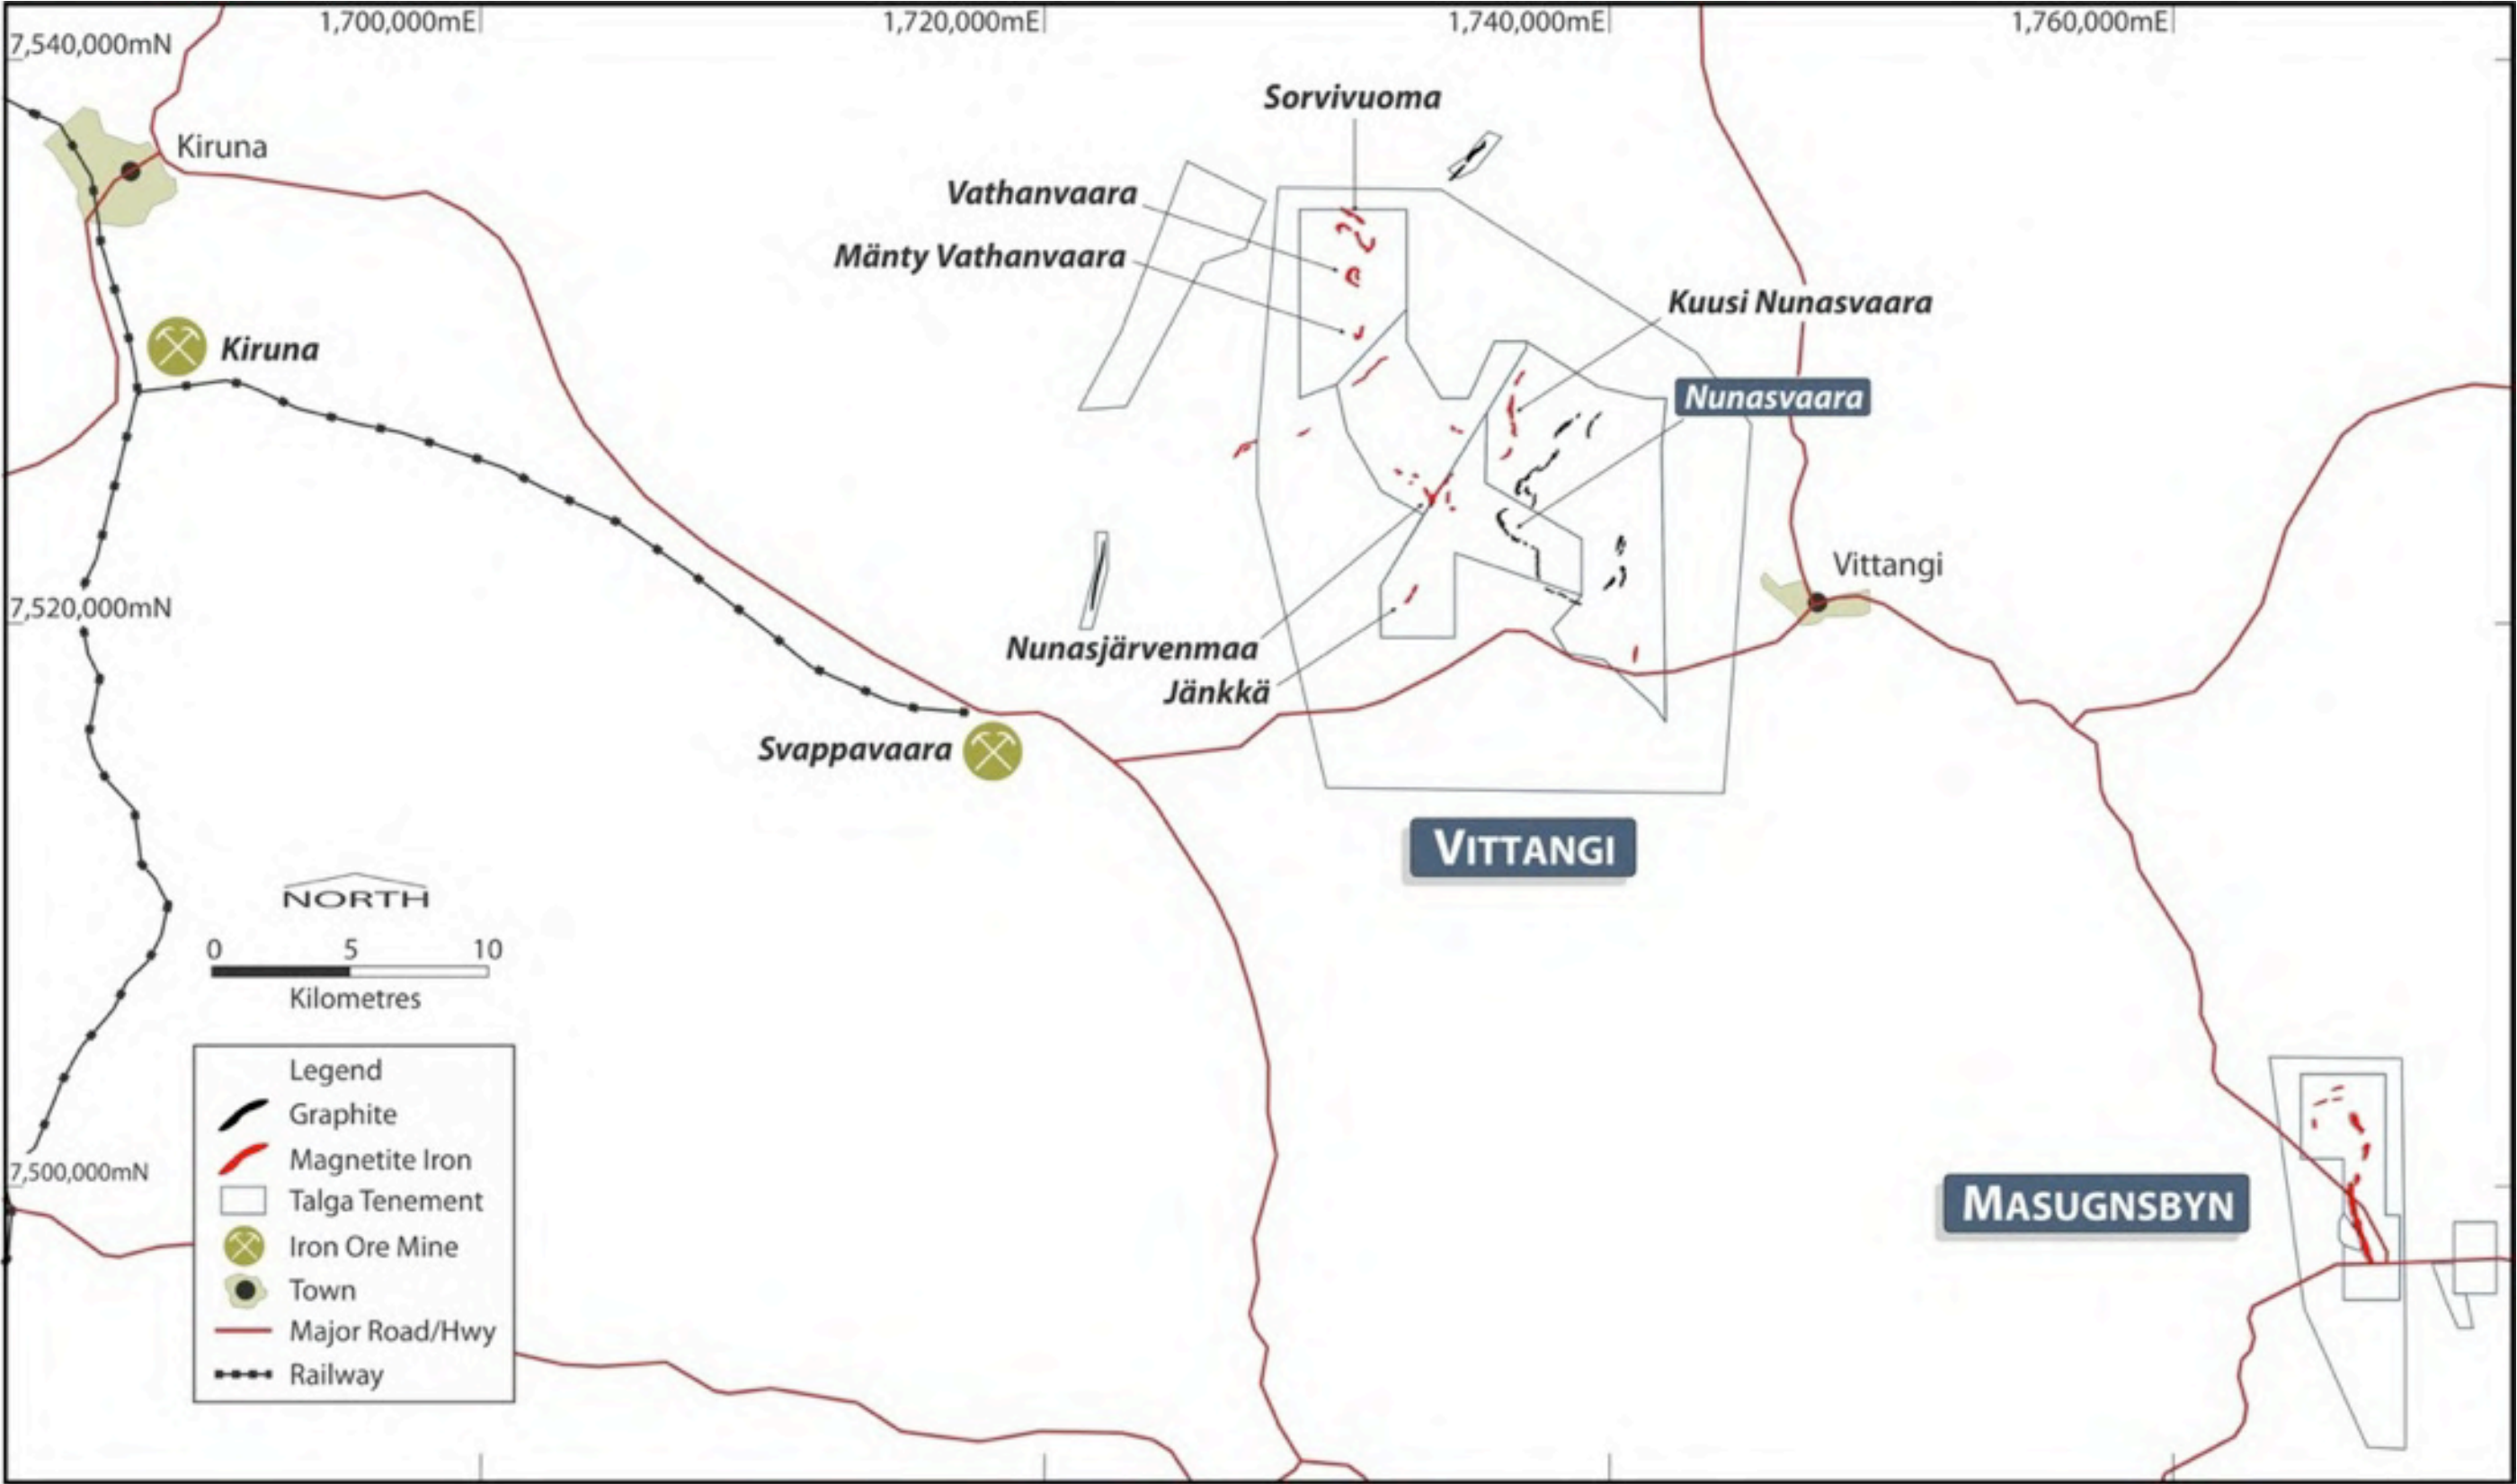 1,700,000mE
1,720,000mE
1,740,000mE
1,760,000mE
7,540,000mN
Sorvivuoma
Kiruna
Vathanvaara
Mänty Vathanvaara
Kuusi Nunasvaara
Kiruna
Nunasvaara
Vittangi
7,520,000mN
Nunasjärvenmaa
Jänkkä
Svappavaara
VITTANGI
NORTH
0 5 10
Kilometres
Legend
Graphite
Magnetite Iron
Talga Tenement
Iron Ore Mine
Town
Major Road/Hwy
Railway
7,500,000mN
MASUGNSBYN